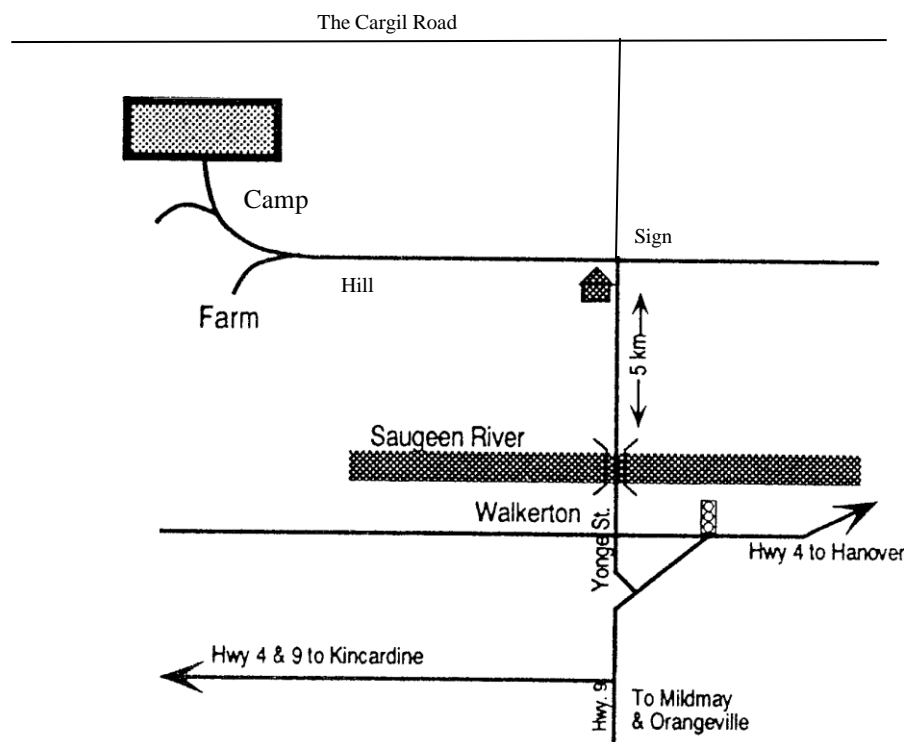 The Cargil Road
Camp
Sign
Hill
Farm
5 km
Saugeen River
Walkerton
Yonge St.
Hwy 4 to Hanover
Hwy 4 & 9 to Kincardine
Hwy. 9
To Mildmay
& Orangeville